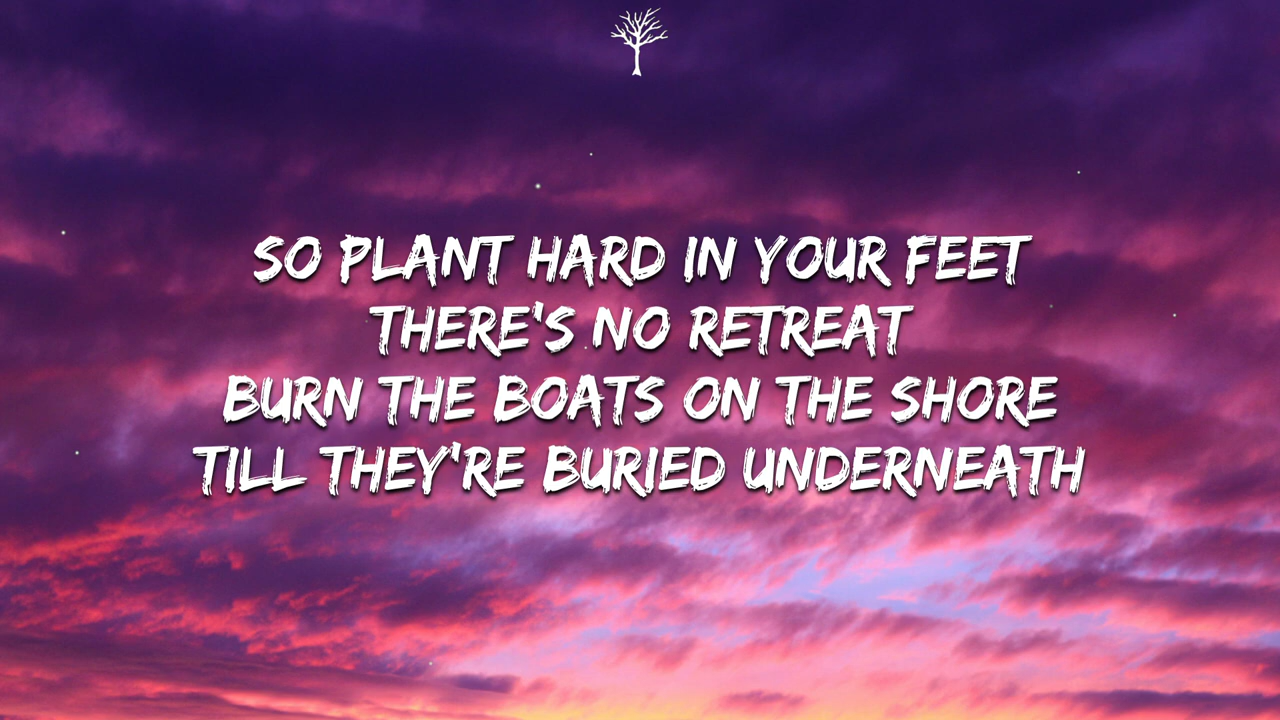 SO PLANT HARD IN YOUR FEET
THERE'S NO RETREAT
BURN THE BOATS ON THE SHORE
TILL THEY'RE BURIED UNDERNEATH